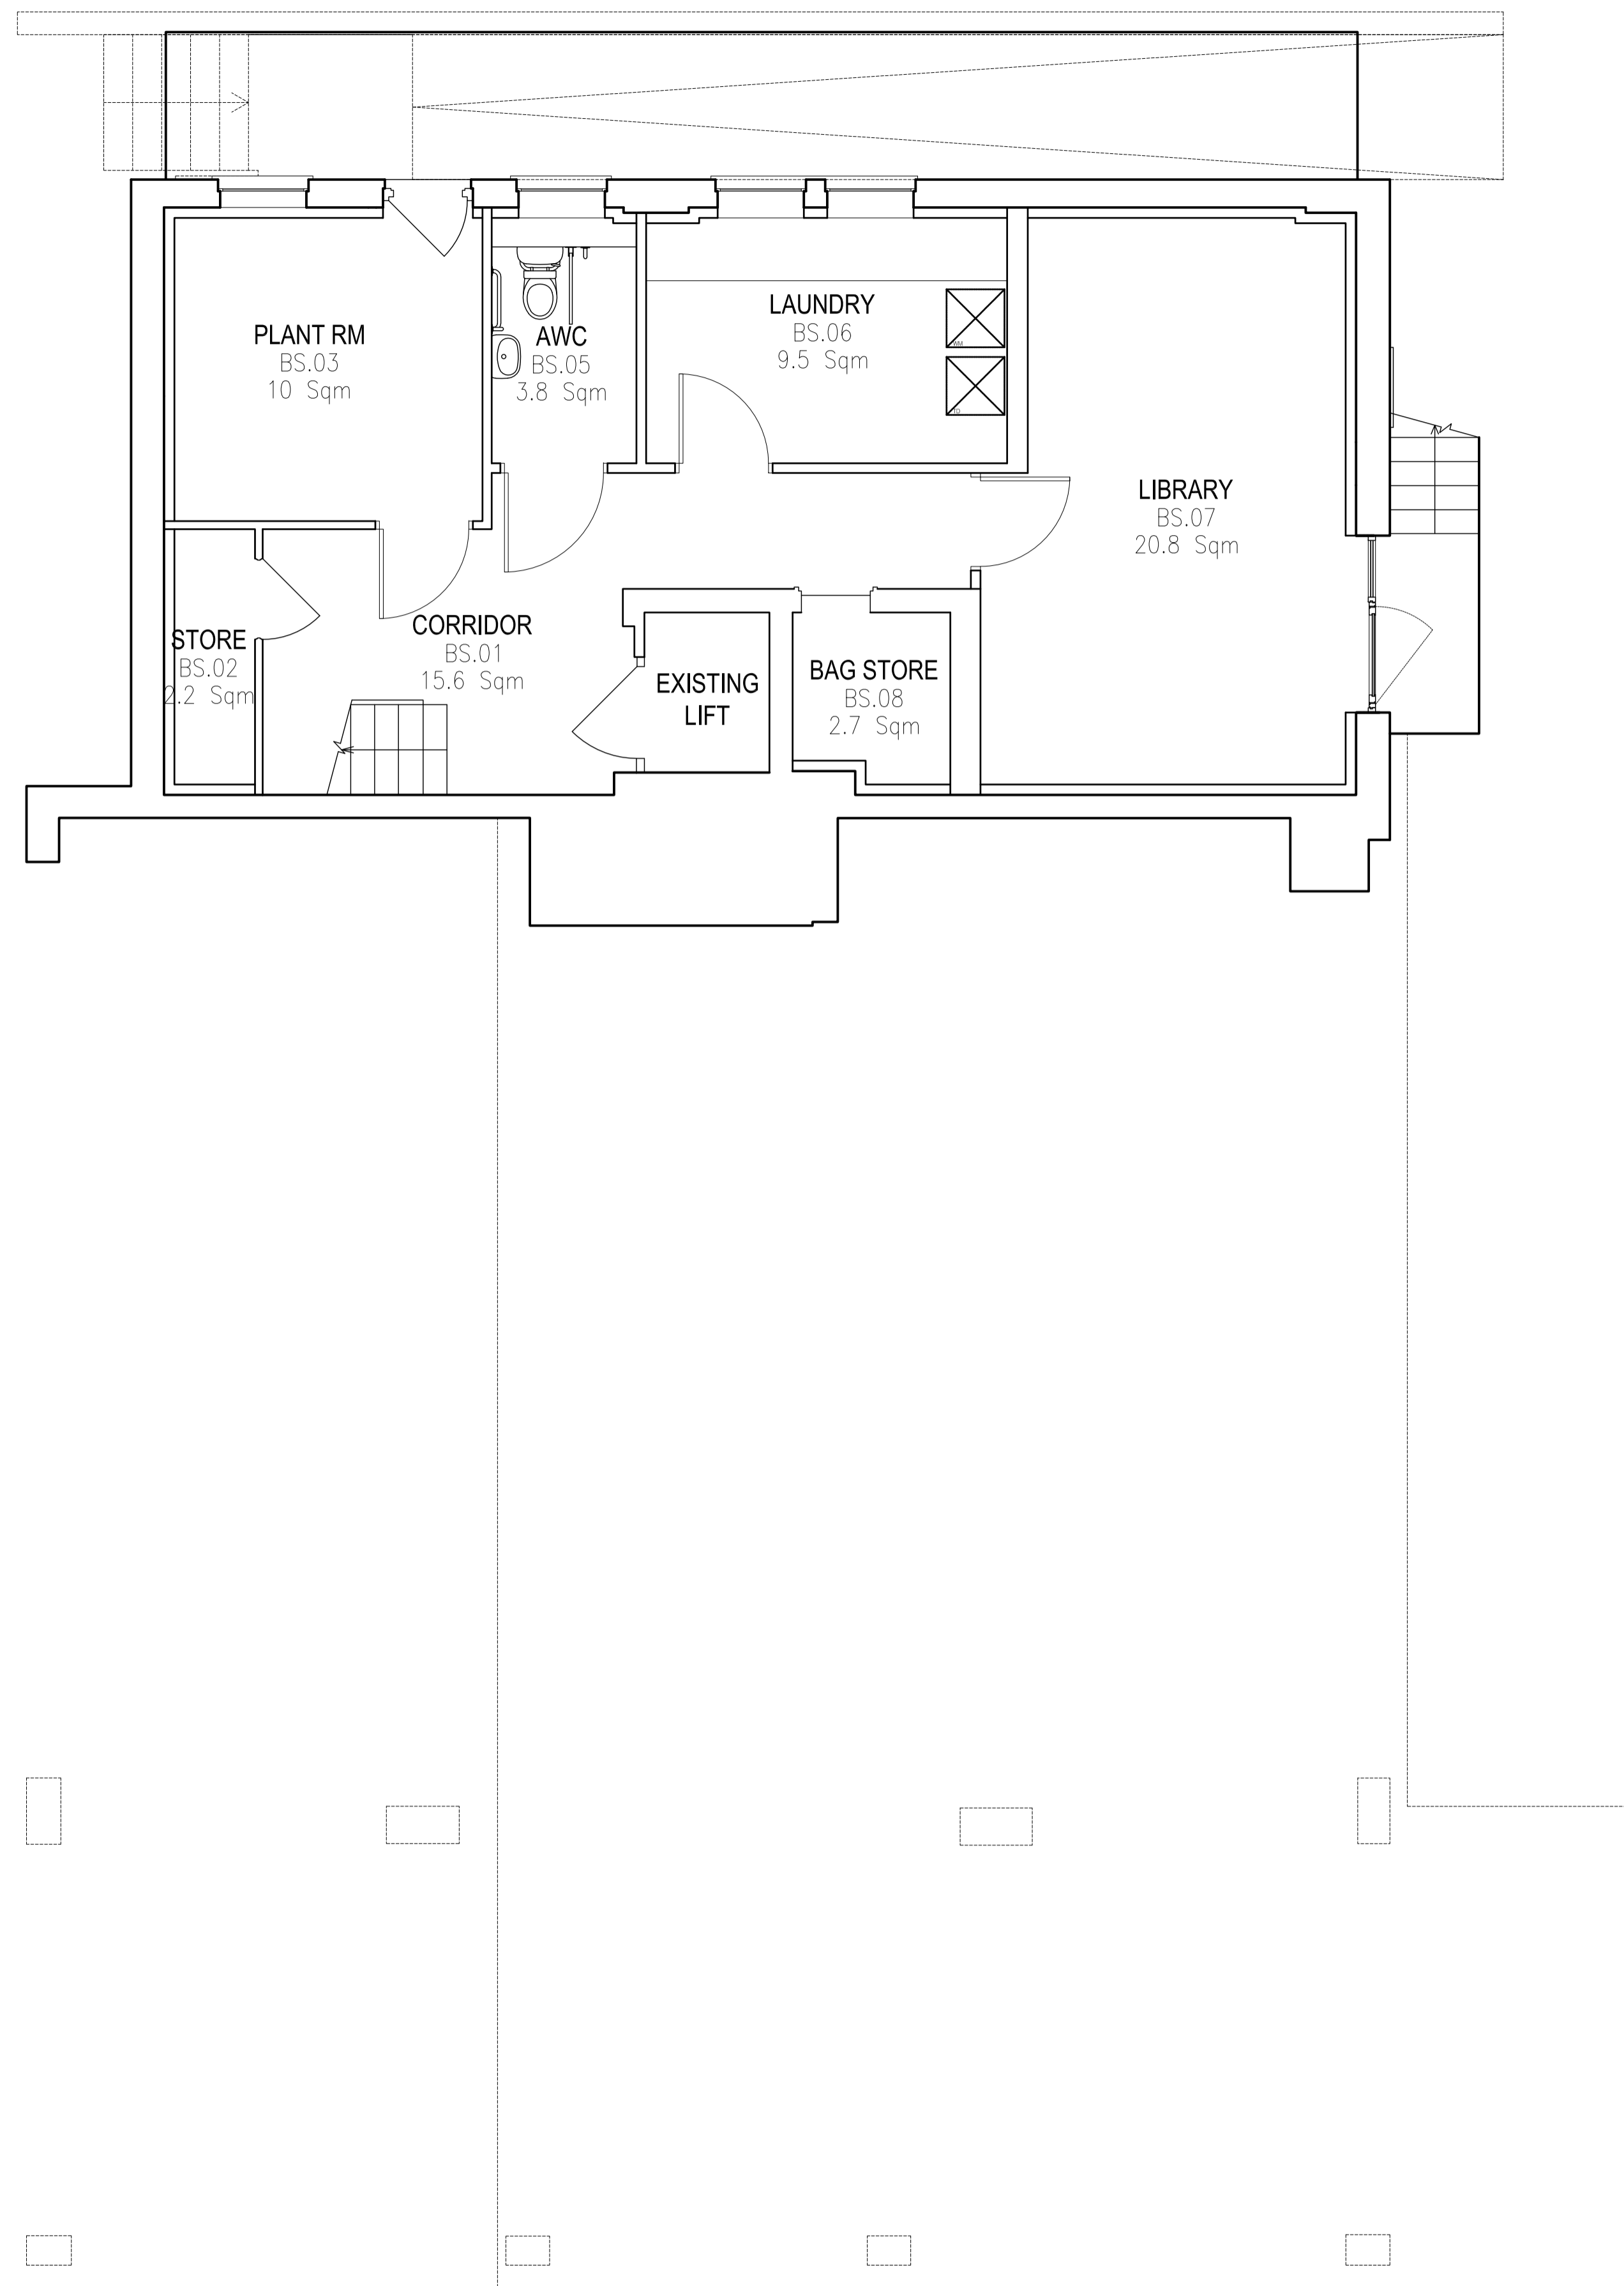 PLANT RM
BS.03
10 Sqm
AWC
BS.05
3.8 Sqm
LAUNDRY
BS.06
9.5 Sqm
WM
TD
LIBRARY
BS.07
20.8 Sqm
STORE
BS.02
2.2 Sqm
CORRIDOR
BS.01
15.6 Sqm
EXISTING
LIFT
BAG STORE
BS.08
2.7 Sqm